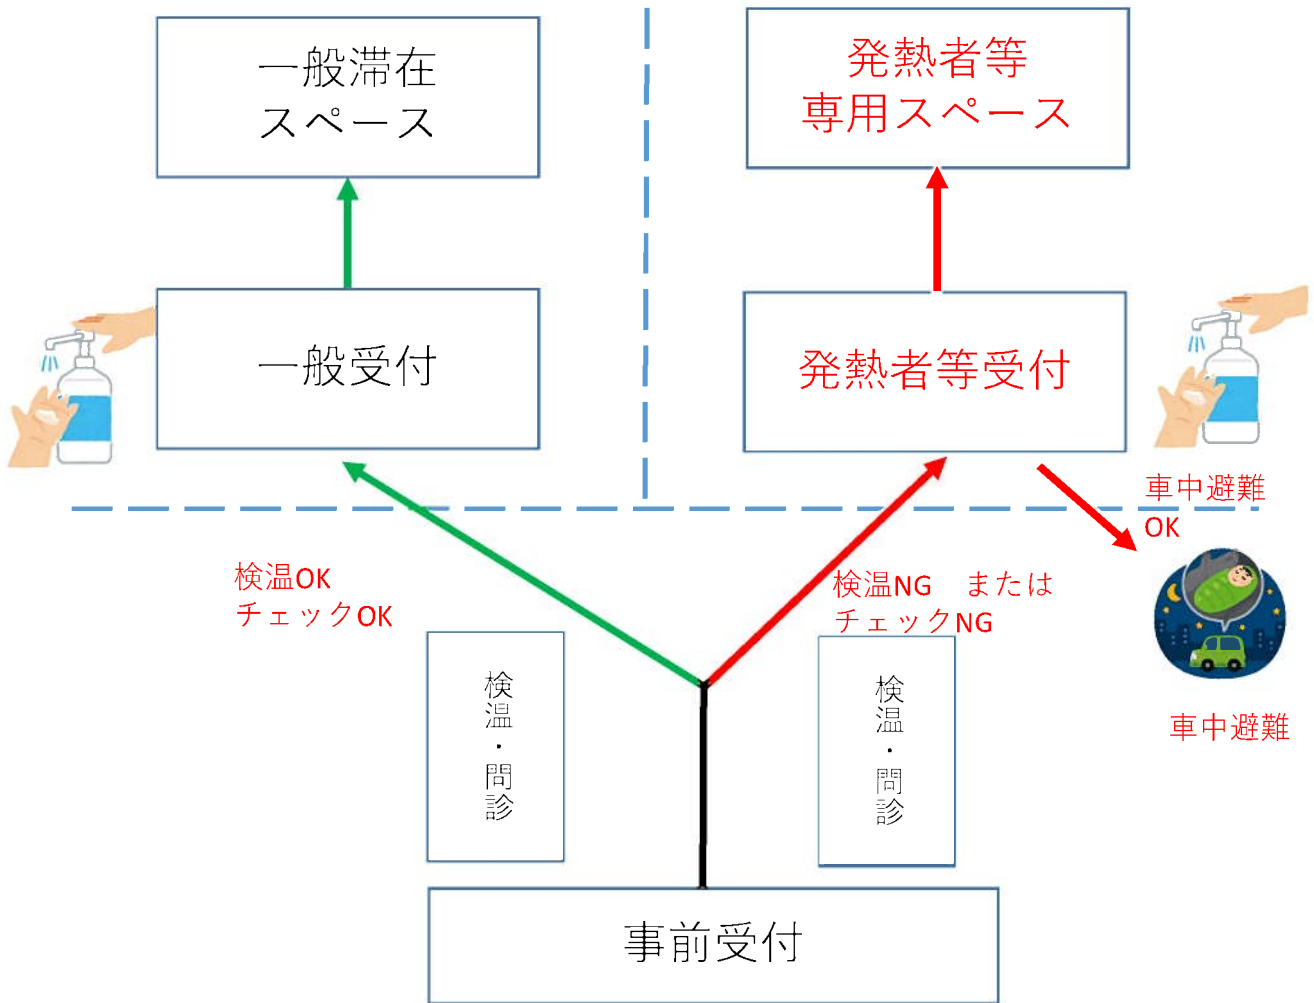 一般滞在
スペース
発熱者等
専用スペース
一般受付
発熱者等受付
車中避難
OK
検温OK
チェックOK
検温NG　または
チェックNG
検温・問診
検温・問診
車中避難
事前受付